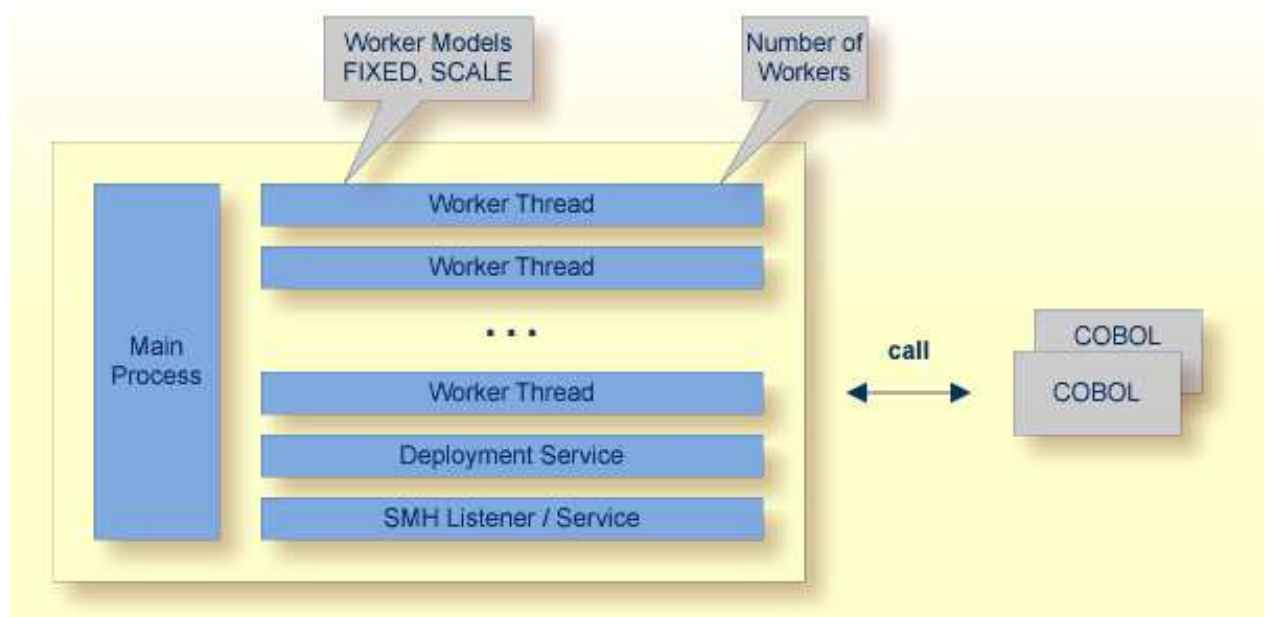 Worker Models
FIXED, SCALE
Number of
Workers
Main
Process
Worker Thread
Worker Thread
...
Worker Thread
Deployment Service
SMH Listener / Service
call
COBOL
COBOL